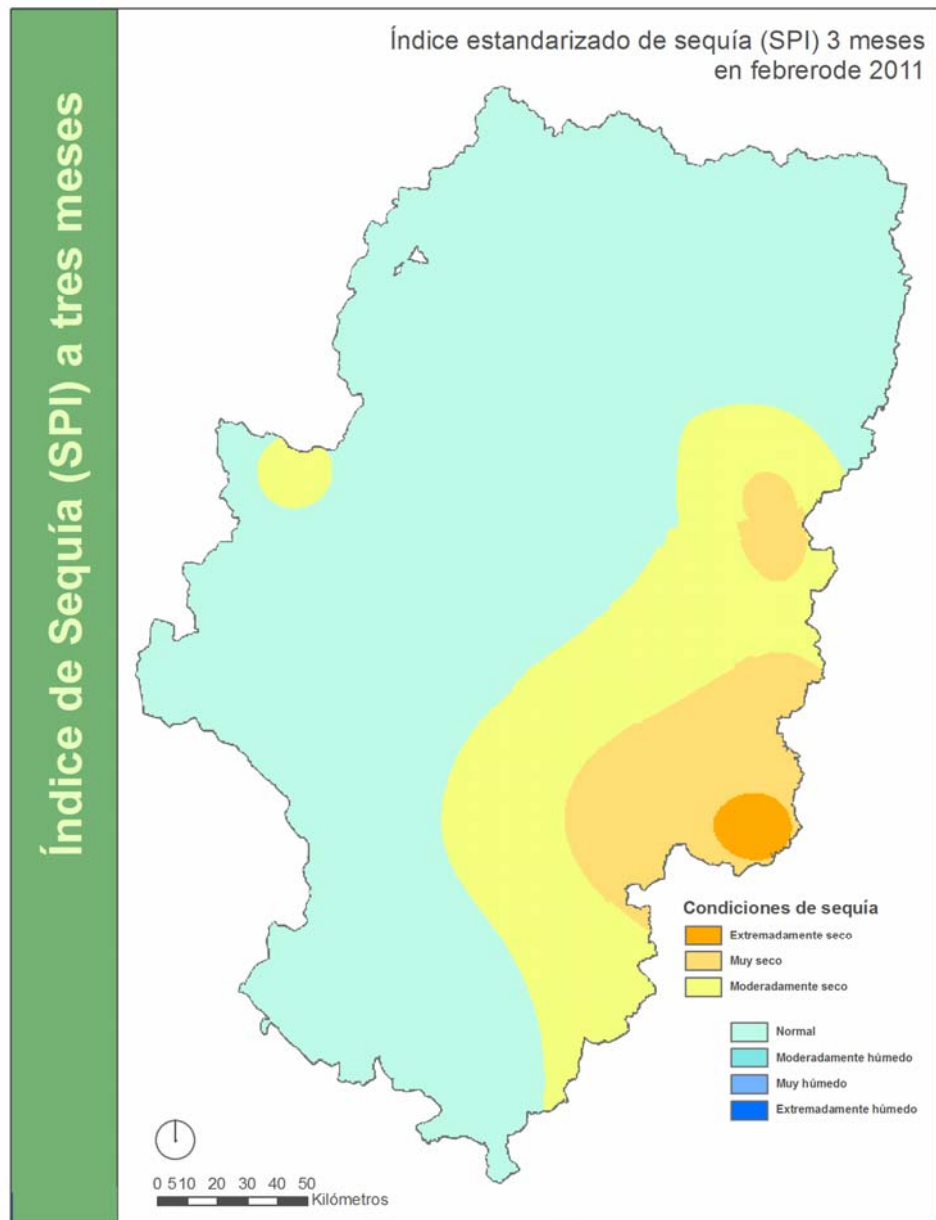 Índice de Sequía (SPI) a tres meses
Índice estandarizado de sequía (SPI) 3 meses
en febrerode 2011
Condiciones de sequía
Extremadamente seco
Muy seco
Moderadamente seco
Normal
Moderadamente húmedo
Muy húmedo
Extremadamente húmedo
0 510 20 30 40 50
Kilómetros